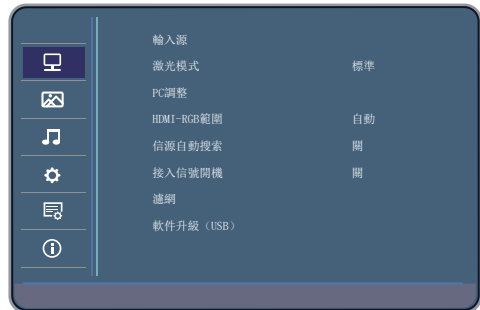 輸入源
激光模式 標準
PC調整
HDMI-RGB範圍 自動
信源自動搜索 關
接入信號開機 關
濾網
軟件升級（USB）